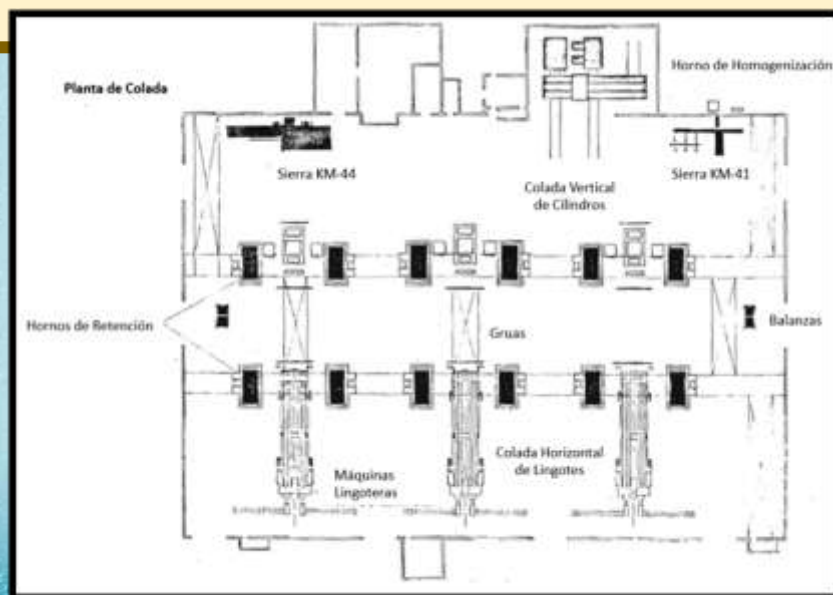 Planta de Colada
Horno de Homogenización
Sierra KM-44
Colada Vertical
de Cilindros
Sierra KM-41
Hornos de Retención
Gruas
Balanzas
Máquinas
Lingoteras
Colada Horizontal
de Lingotes